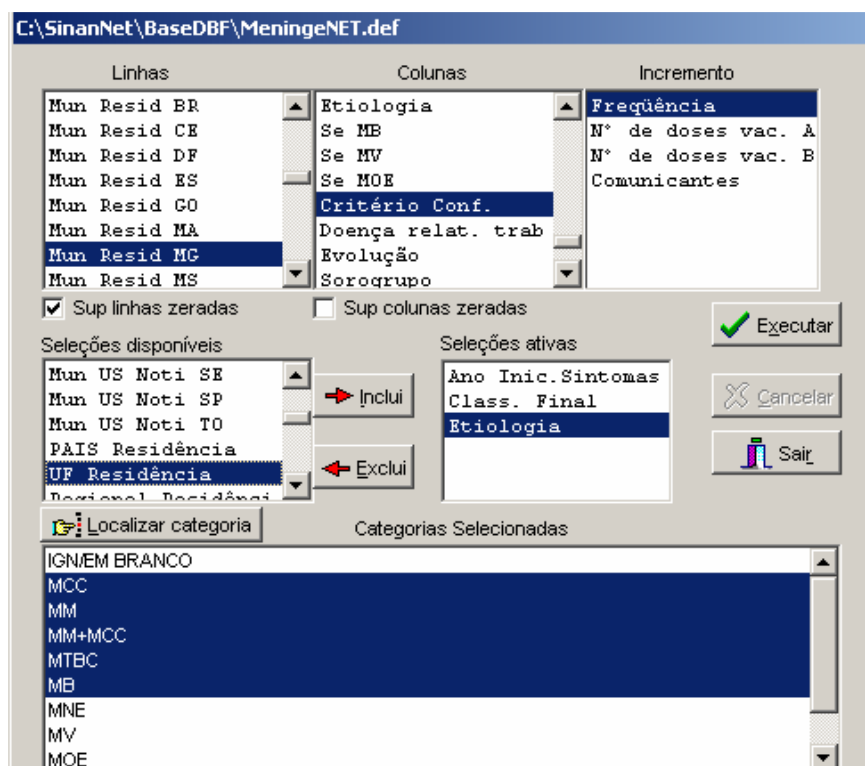 C:\SinanNet\BaseDBF\MeningeNET.def
Linhas
Colunas
Incremento
Mun Resid BR
Mun Resid CE
Mun Resid DF
Mun Resid ES
Mun Resid GO
Mun Resid MA
Mun Resid MG
Mun Resid MS
Etiologia
Se MB
Se MV
Se MOE
Critério Conf.
Doença relat. trab
Evolução
Sorogrupo
Freqüência
N° de doses vac. A
N° de doses vac. B
Comunicantes
Sup linhas zeradas
Sup colunas zeradas
Executar
Seleções disponíveis
Seleções ativas
Mun US Noti SE
Mun US Noti SP
Mun US Noti TO
PAIS Residência
UF Residência
Regional Residênci
Inclui
Exclui
Ano Inic.Sintomas
Class. Final
Etiologia
Cancelar
Sair
Localizar categoria
Categorias Selecionadas
IGN/EM BRANCO
MCC
MM
MM+MCC
MTBC
MB
MNE
MV
MOE